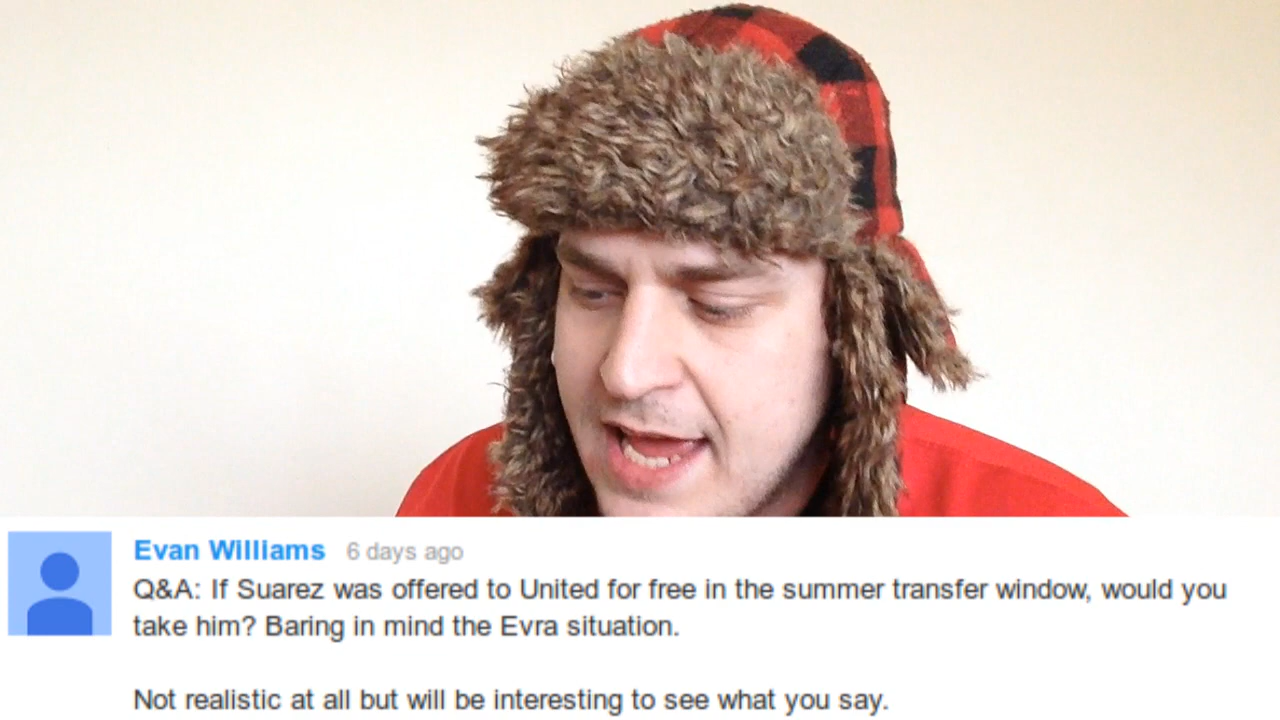 Evan Williams 6 days ago
Q&A: If Suarez was offered to United for free in the summer transfer window, would you
take him? Baring in mind the Evra situation.
Not realistic at all but will be interesting to see what you say.